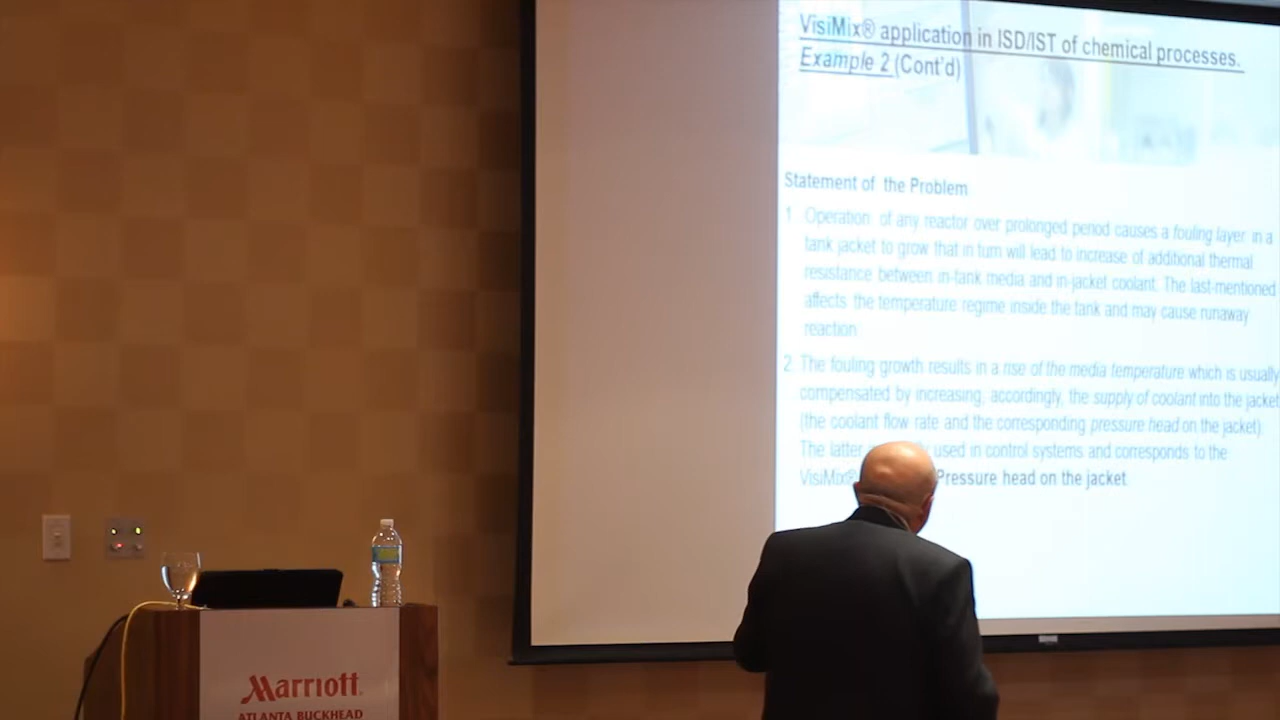 VisiMix® application in ISD/IST of chemical processes.
Example 2 (Cont'd)
Statement of the Problem
1 Operation of any reactor over prolonged period causes a fouling layer in a
tank jacket to grow that in turn will lead to increase of additional thermal
resistance between in-tank media and in-jacket coolant. The last-mentioned
affects the temperature regime inside the tank and may cause runaway
reaction
2. The fouling growth results in a rise of the media temperature which is usually
compensated by increasing, accordingly, the supply of coolant into the jacket
(the coolant flow rate and the corresponding pressure head on the jacket).
The latter used in control systems and corresponds to the
VisiMix® Pressure head on the jacket
Marriott
ATLANTA BUCKHEAD